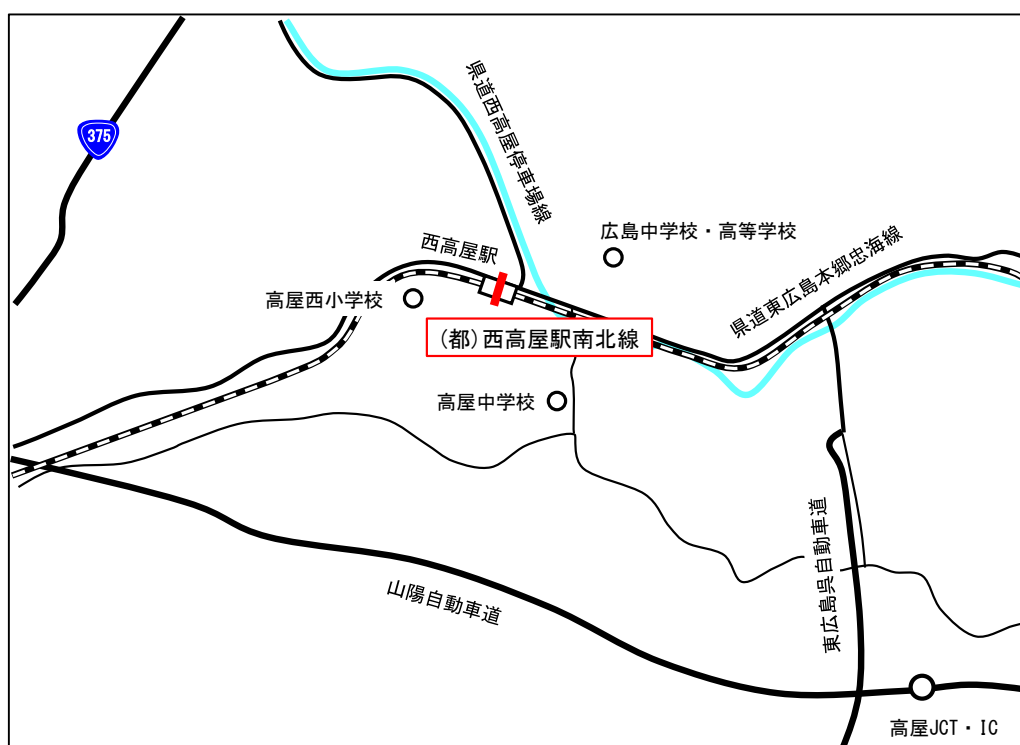 県道西高屋停車場線
375
広島中学校・高等学校
西高屋駅
県道東広島本郷忠海線
高屋西小学校
(都)西高屋駅南北線
高屋中学校
東広島呉自動車道
山陽自動車道
高屋JCT・IC